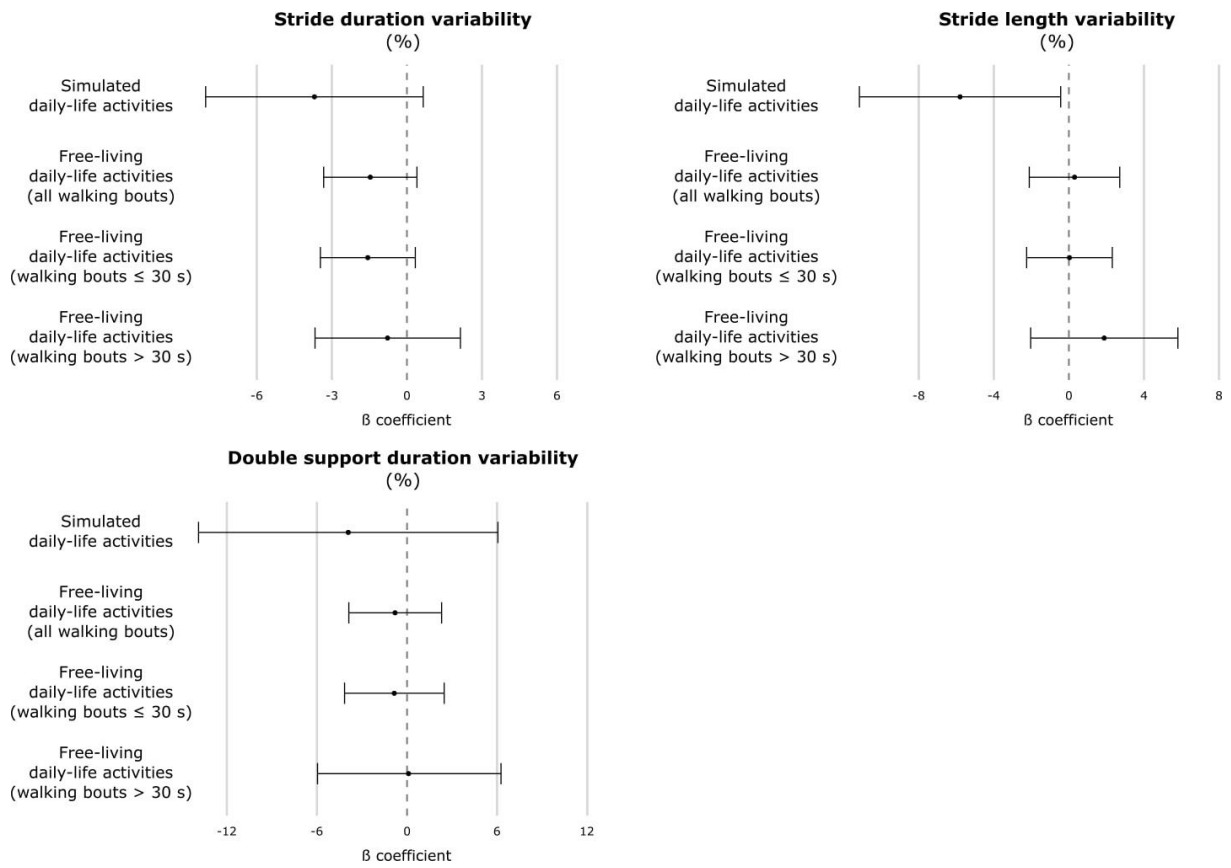 Stride duration variability
(%)
Simulated
daily-life activities
Free-living
daily-life activities
(all walking bouts)
Free-living
daily-life activities
(walking bouts ≤ 30 s)
Free-living
daily-life activities
(walking bouts > 30 s)
-6 -3 0 3 6
ß coefficient
Stride length variability
(%)
Simulated
daily-life activities
Free-living
daily-life activities
(all walking bouts)
Free-living
daily-life activities
(walking bouts ≤ 30 s)
Free-living
daily-life activities
(walking bouts > 30 s)
-8 -4 0 4 8
ß coefficient
Double support duration variability
(%)
Simulated
daily-life activities
Free-living
daily-life activities
(all walking bouts)
Free-living
daily-life activities
(walking bouts ≤ 30 s)
Free-living
daily-life activities
(walking bouts > 30 s)
-12 -6 0 6 12
ß coefficient